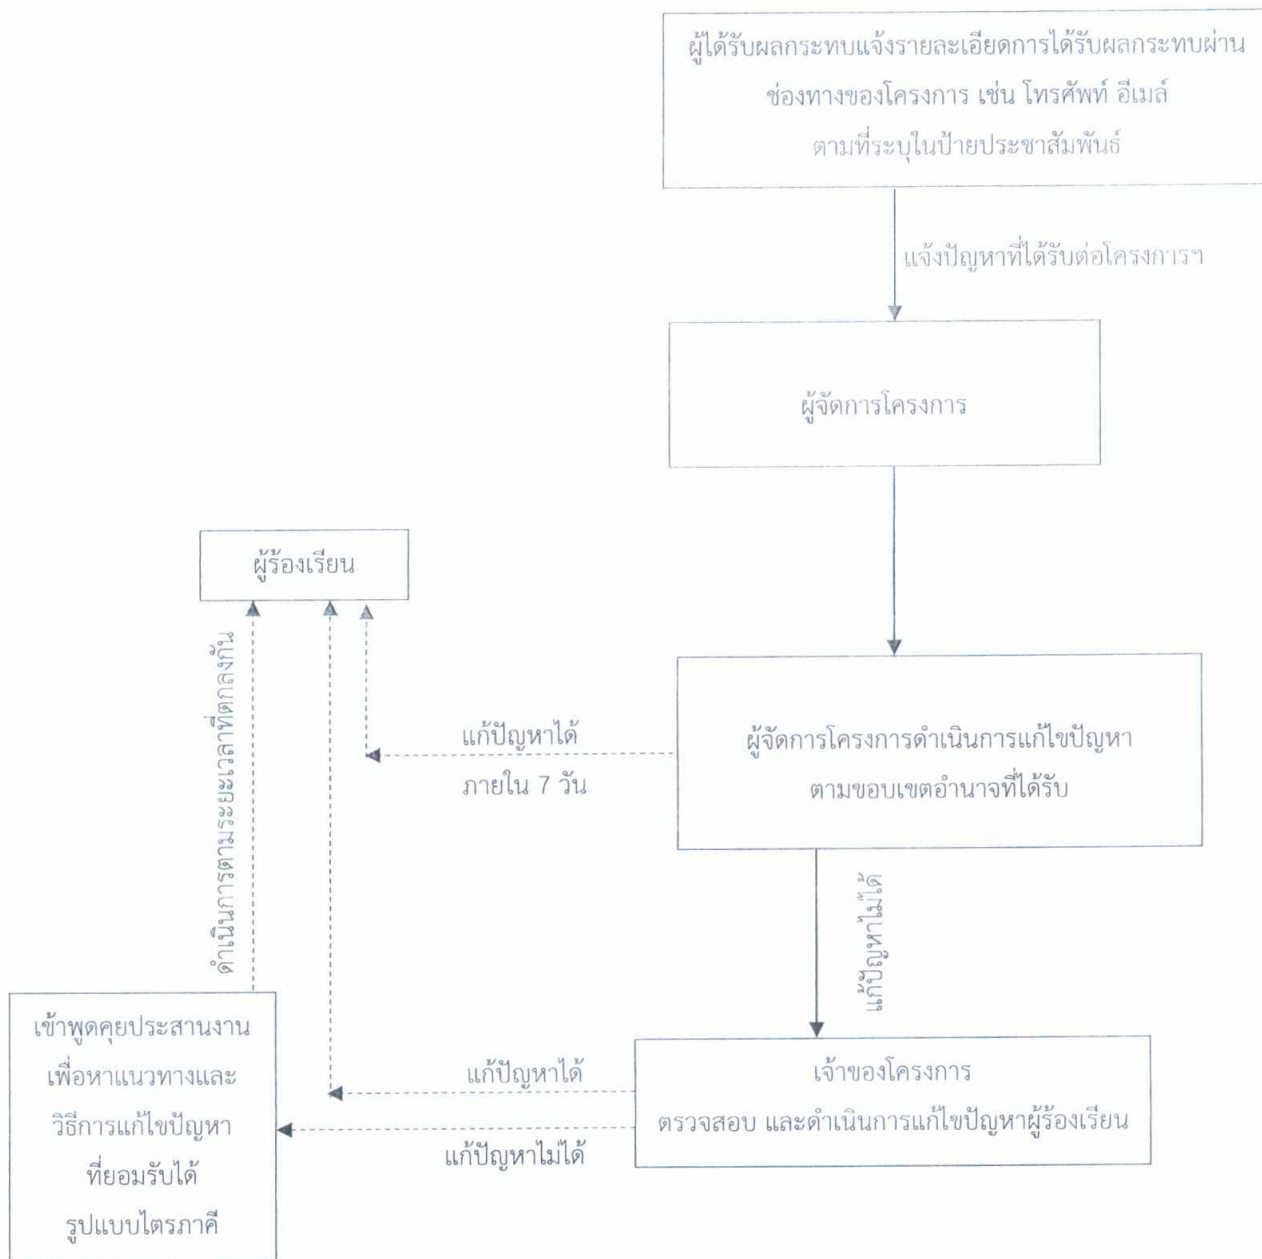 ผู้ได้รับผลกระทบแจ้งรายละเอียดการได้รับผลกระทบผ่าน
ช่องทางของโครงการ เช่น โทรศัพท์ อีเมล์
ตามที่ระบุในป้ายประชาสัมพันธ์
แจ้งปัญหาที่ได้รับต่อโครงการฯ
ผู้จัดการโครงการ
ผู้ร้องเรียน
ดำเนินการตามระยะเวลาที่ตกลงกัน
แก้ปัญหาได้
ภายใน 7 วัน
ผู้จัดการโครงการดำเนินการแก้ไขปัญหา
ตามขอบเขตอำนาจที่ได้รับ
แก้ปัญหาไม่ได้
เข้าพูดคุยประสานงาน
เพื่อหาแนวทางและ
วิธีการแก้ไขปัญหา
ที่ยอมรับได้
รูปแบบไตรภาคี
แก้ปัญหาได้
แก้ปัญหาไม่ได้
เจ้าของโครงการ
ตรวจสอบ และดำเนินการแก้ไขปัญหาผู้ร้องเรียน